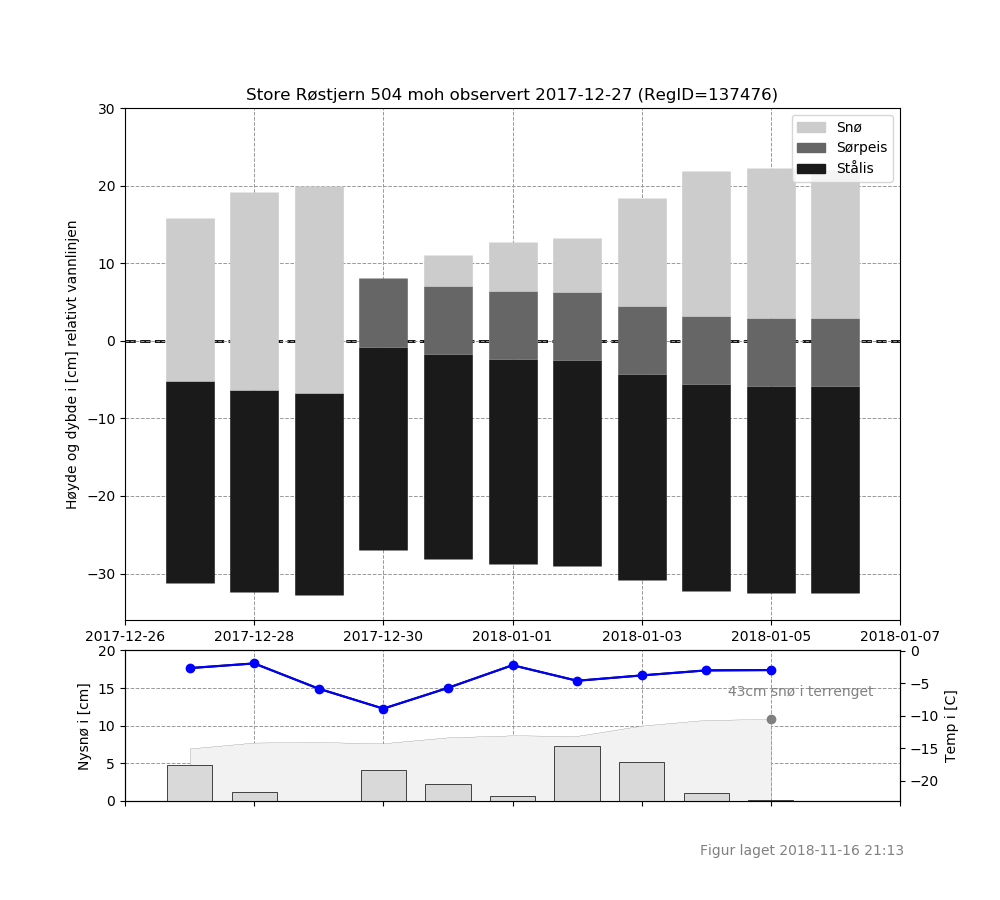 Store Røstjern 504 moh observert 2017-12-27 (RegID=137476)
30
20
10
0
−10
−20
−30
Høyde og dybde i [cm] relativt vannlinjen
Snø
Sørpeis
Stålis
2017-12-26
2017-12-28
2017-12-30
2018-01-01
2018-01-03
2018-01-05
2018-01-07
20
15
10
5
0
Nysnø i [cm]
43cm snø i terrenget
0
−5
−10
−15
−20
Temp i [C]
Figur laget 2018-11-16 21:13